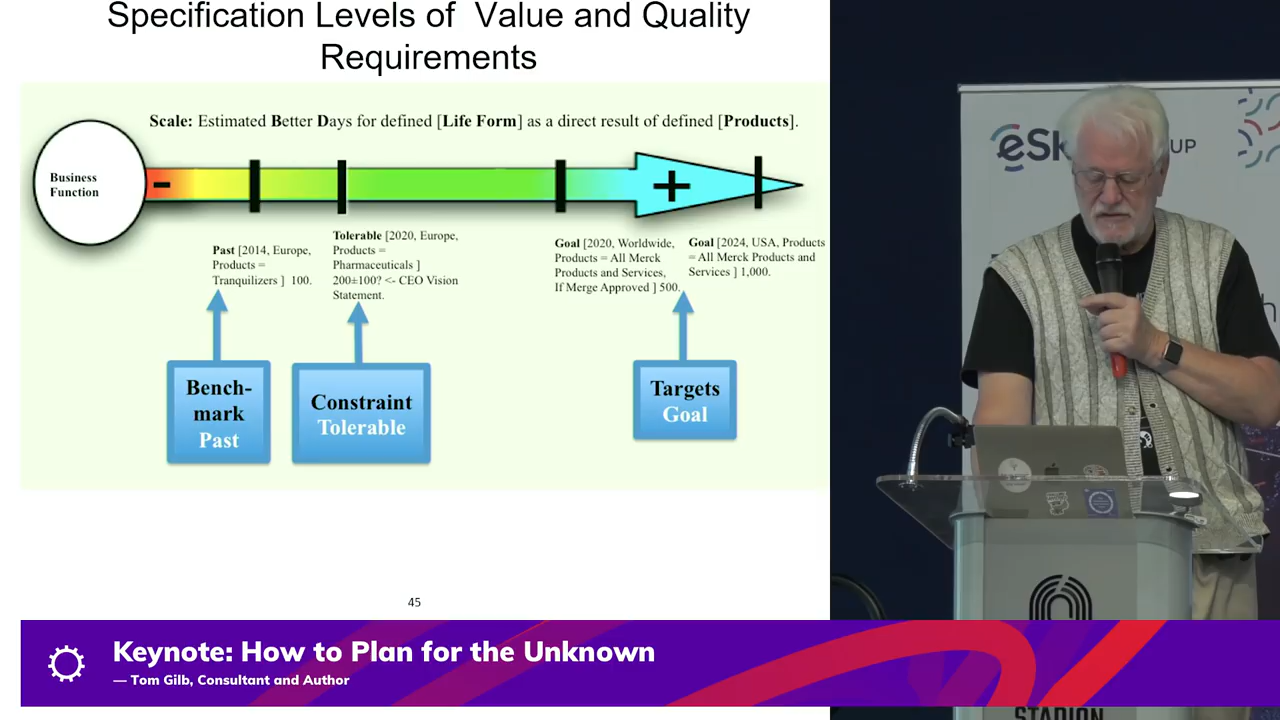 Specification Levels of Value and Quality
Requirements
Scale: Estimated Better Days for defined [Life Form] as a direct result of defined [Products].
Business
Function
Past [2014, Europe,
Products =
Tranquilizers ] 100.
Tolerable [2020, Europe,
Products =
Pharmaceuticals ]
200±100? <- CEO Vision
Statement.
Goal [2020, Worldwide,
Products = All Merck
Products and Services,
If Merge Approved ] 500.
Goal [2024, USA, Products
= All Merck Products and
Services ] 1,000.
Bench-
mark
Past
Constraint
Tolerable
Targets
Goal
45
eSk
UP
STADION
Keynote: How to Plan for the Unknown
— Tom Gilb, Consultant and Author